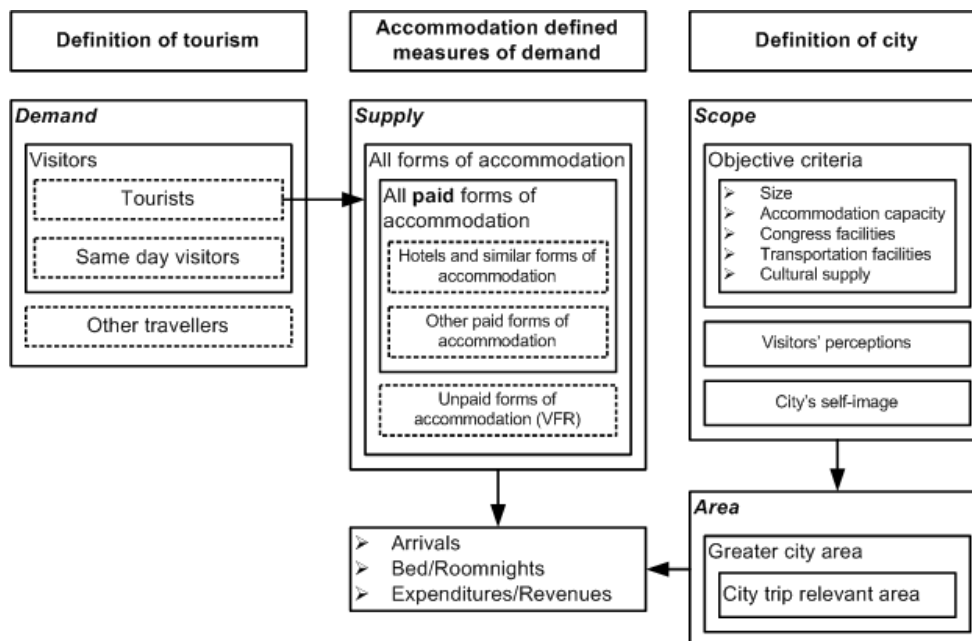 Definition of tourism
Accommodation defined
measures of demand
Definition of city
Demand
Visitors
Tourists
Same day visitors
Other travellers
Supply
All forms of accommodation
All paid forms of
accommodation
Hotels and similar forms of
accommodation
Other paid forms of
accommodation
Unpaid forms of
accommodation (VFR)
Arrivals
Bed/Roomnights
Expenditures/Revenues
Scope
Objective criteria
Size
Accommodation capacity
Congress facilities
Transportation facilities
Cultural supply
Visitors' perceptions
City's self-image
Area
Greater city area
City trip relevant area